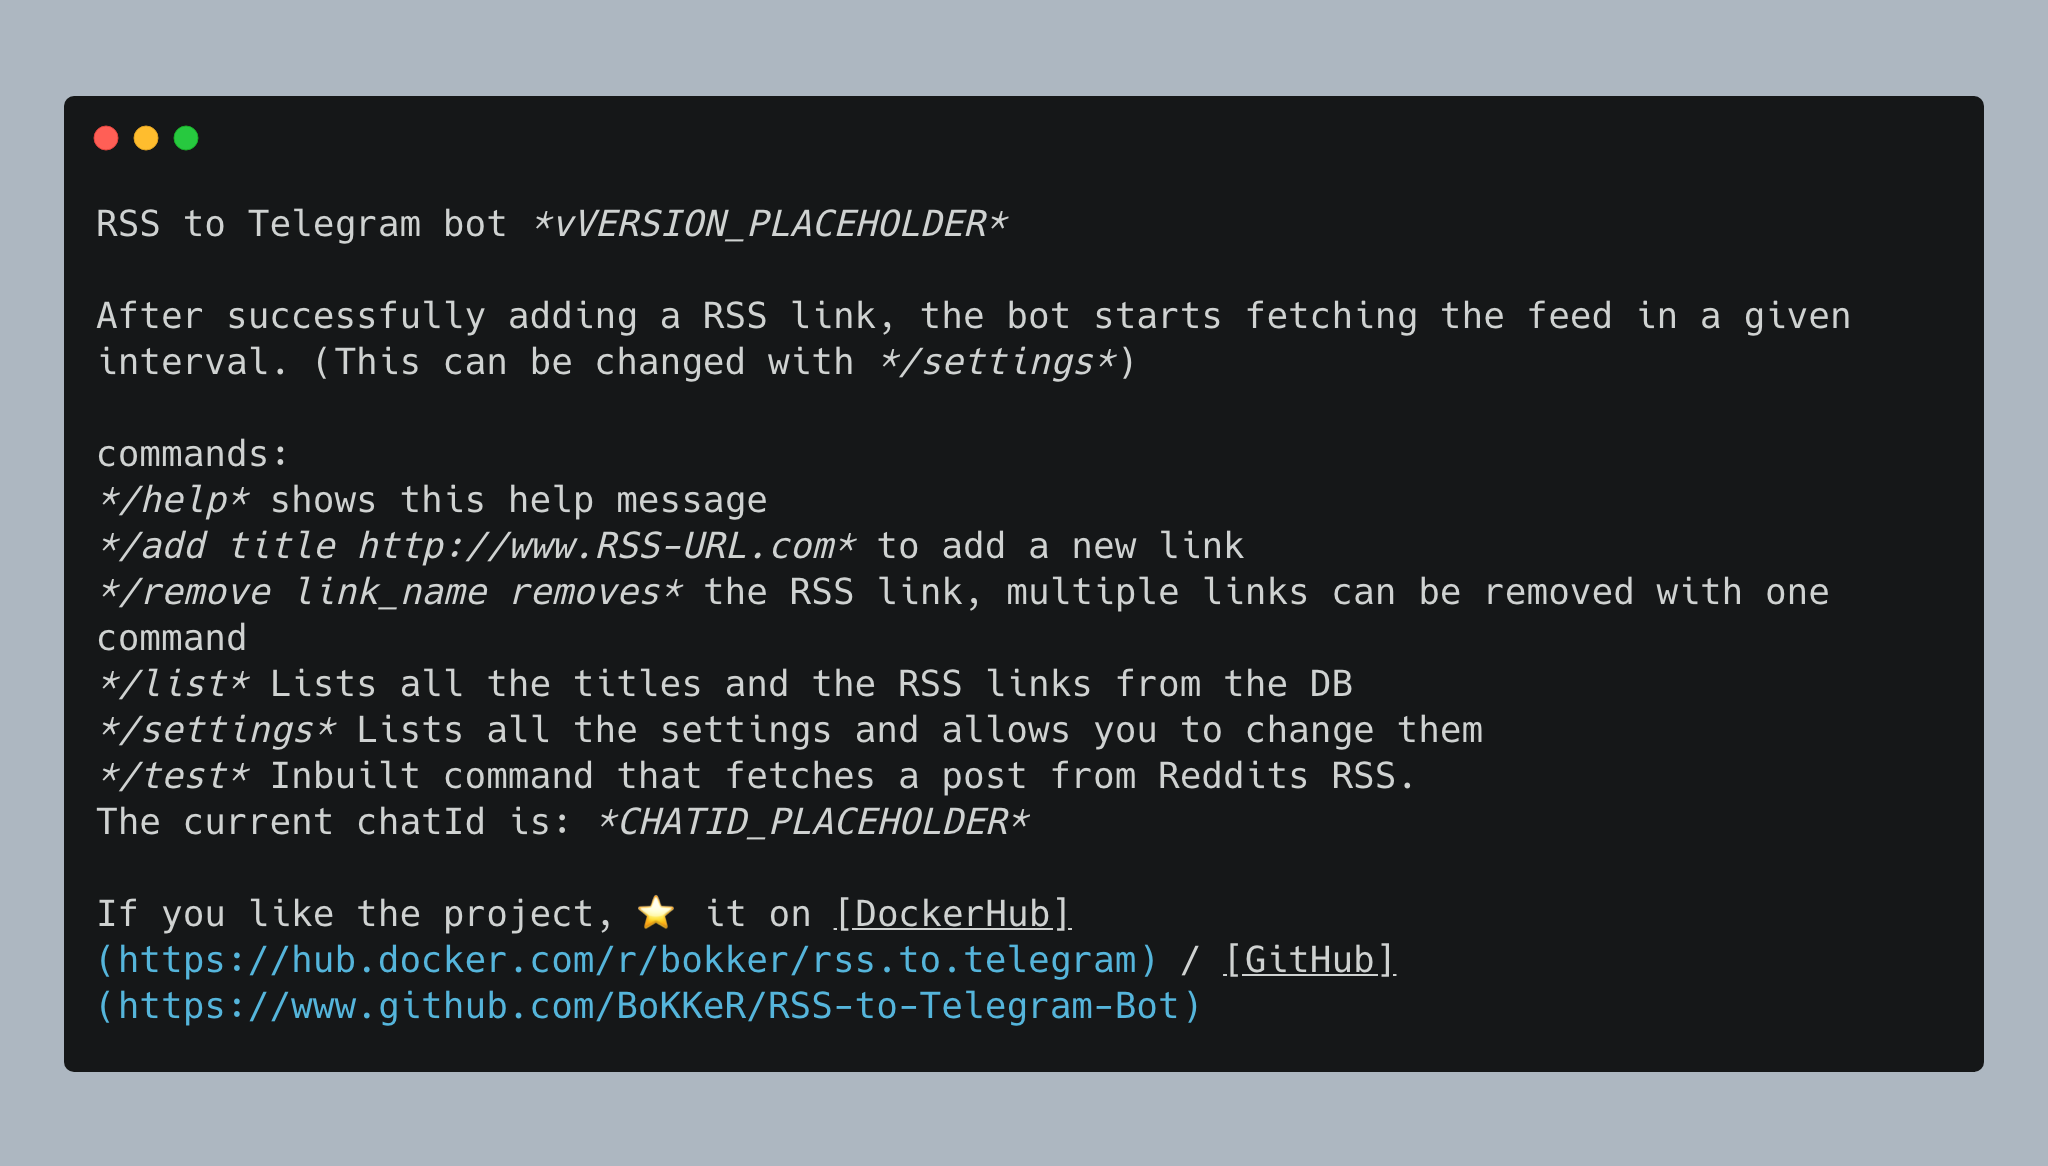 RSS to Telegram bot *vVERSION_PLACEHOLDER*
After successfully adding a RSS link, the bot starts fetching the feed in a given
interval. (This can be changed with */settings*)
commands:
*/help* shows this help message
*/add title http://www.RSS-URL.com* to add a new link
*/remove link_name removes* the RSS link, multiple links can be removed with one
command
*/list* Lists all the titles and the RSS links from the DB
*/settings* Lists all the settings and allows you to change them
*/test* Inbuilt command that fetches a post from Reddits RSS.
The current chatId is: *CHATID_PLACEHOLDER*
If you like the project, ⭐ it on [DockerHub]
(https://hub.docker.com/r/bokker/rss.to.telegram) / [GitHub]
(https://www.github.com/BoKKeR/RSS-to-Telegram-Bot)